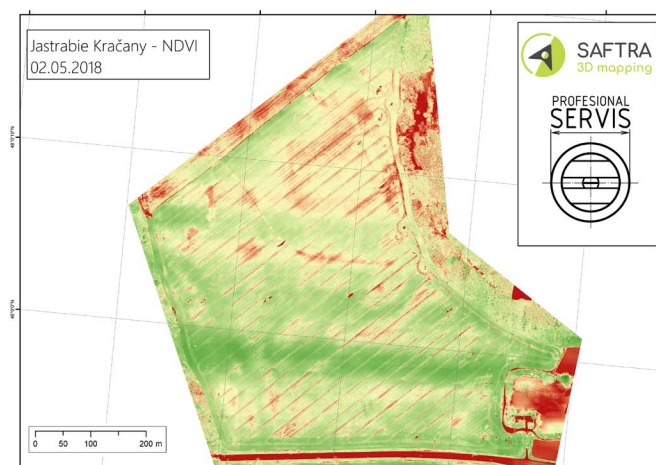 Jastrabie Kračany - NDVI
02.05.2018
SAFTRA
3D mapping
PROFESIONAL
SERVIS
0 50 100 200 m